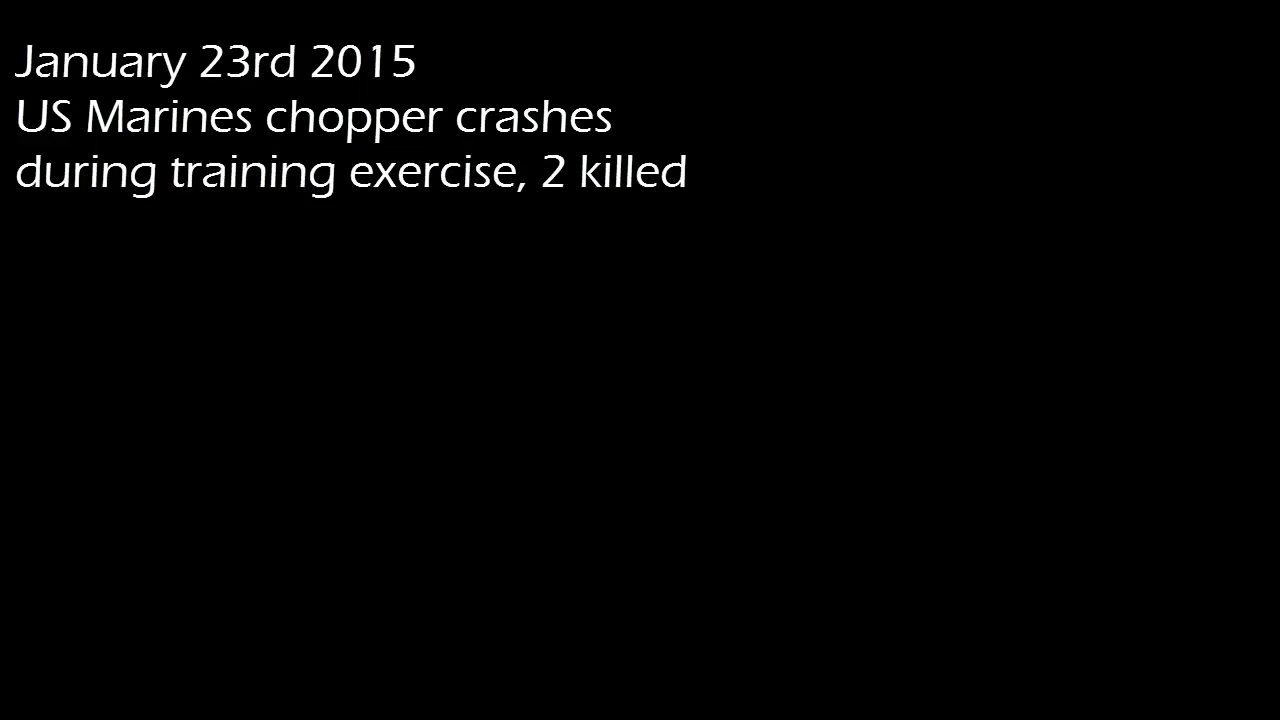 January 23rd 2015
US Marines chopper crashes
during training exercise, 2 killed